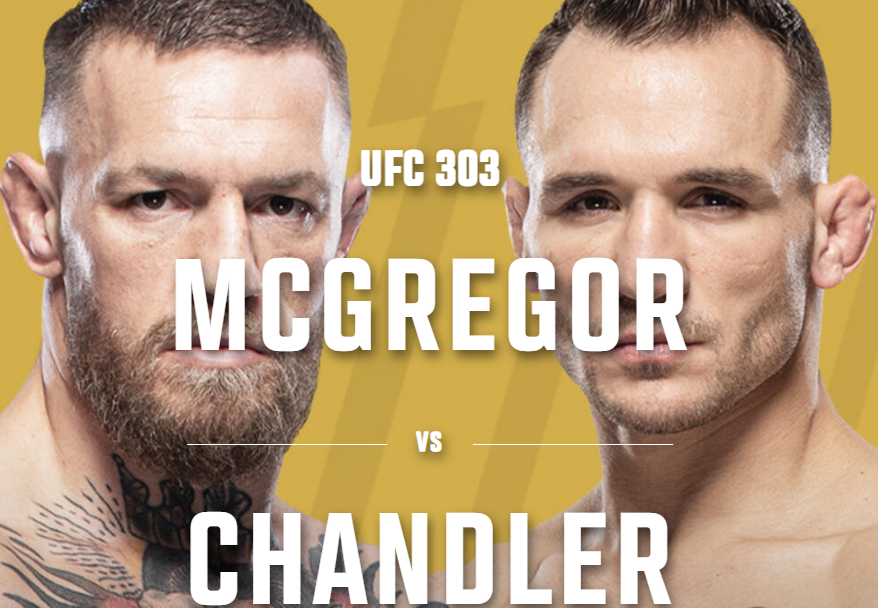 UFC 303
MCGREGOR
VS
CHANDLER